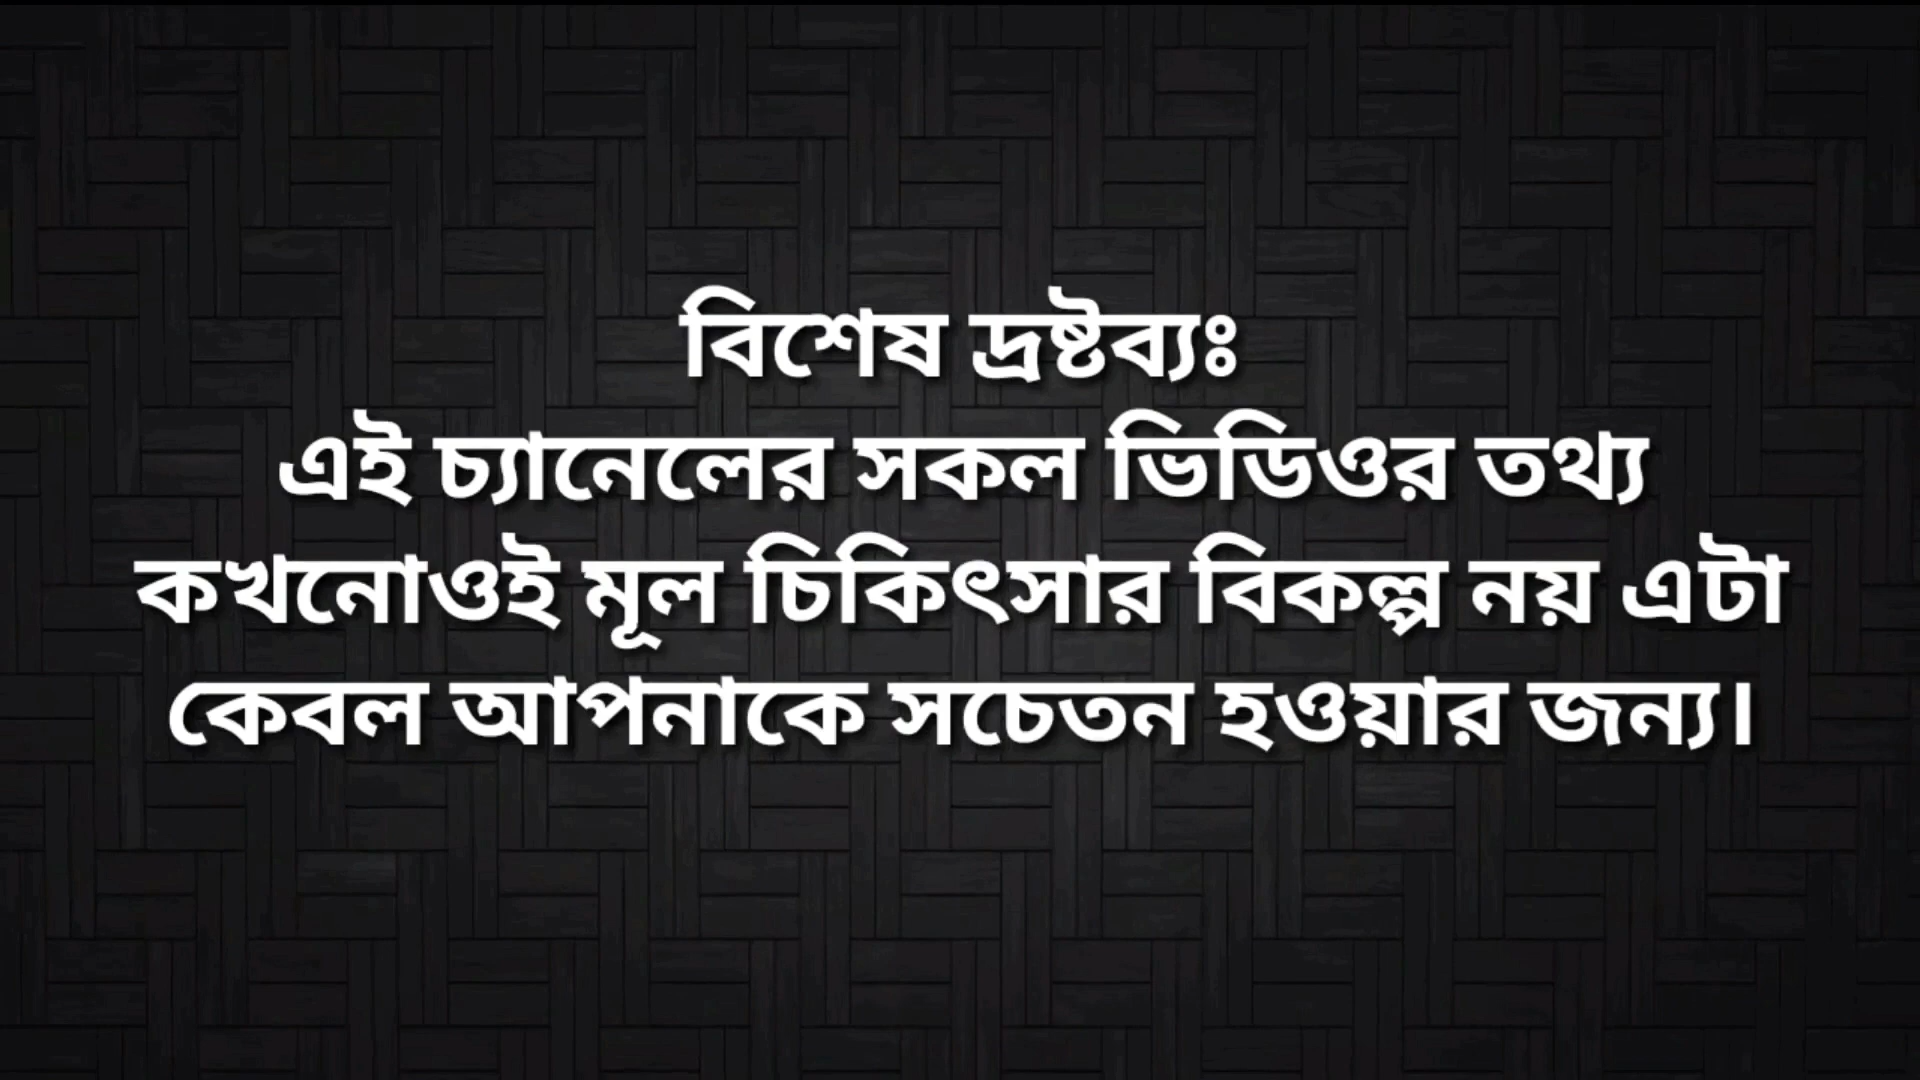 বিশেষ দ্রষ্টব্যঃ
এই চ্যানেলের সকল ভিডিওর তথ্য
কখনোওই মূল চিকিৎসার বিকল্প নয় এটা
কেবল আপনাকে সচেতন হওয়ার জন্য।